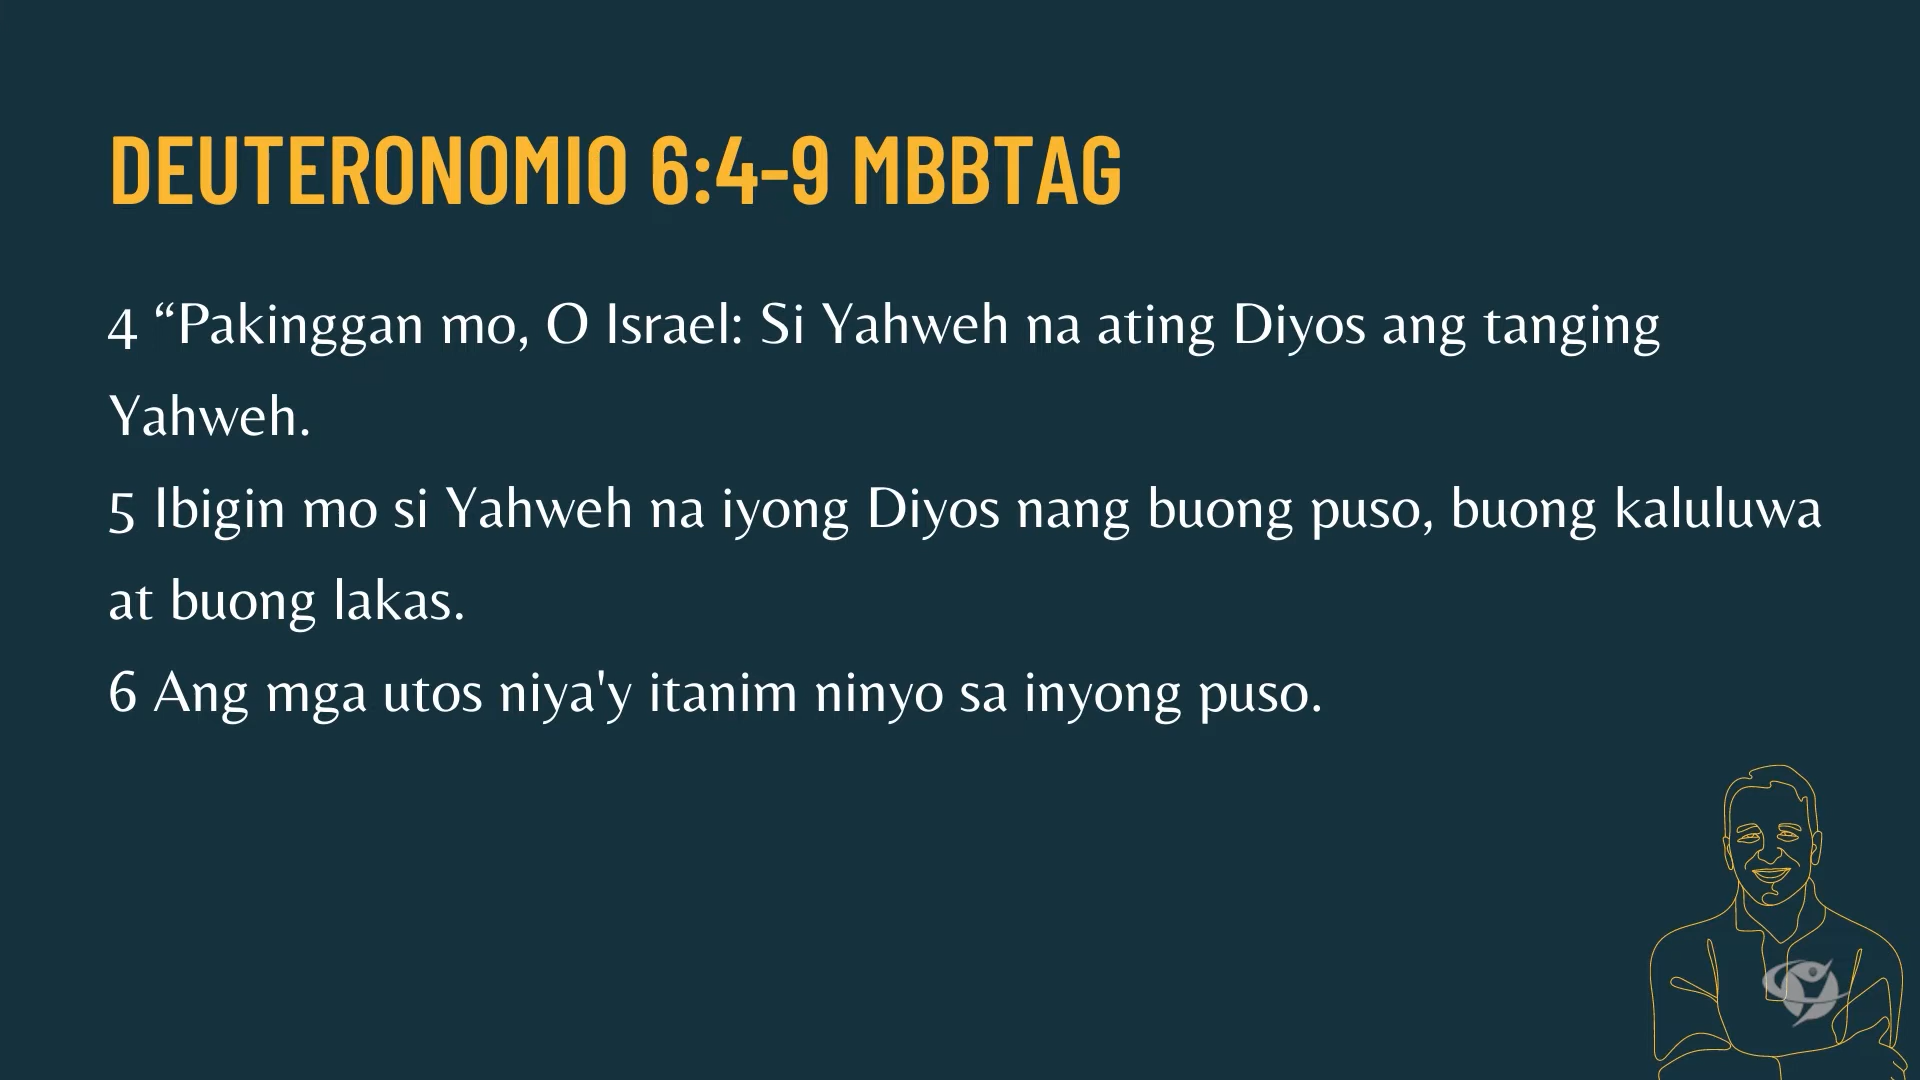 DEUTERONOMIO 6:4-9 MBBTAG
4 “Pakinggan mo, O Israel: Si Yahweh na ating Diyos ang tanging
Yahweh.
5 Ibigin mo si Yahweh na iyong Diyos nang buong puso, buong kaluluwa
at buong lakas.
6 Ang mga utos niya'y itanim ninyo sa inyong puso.